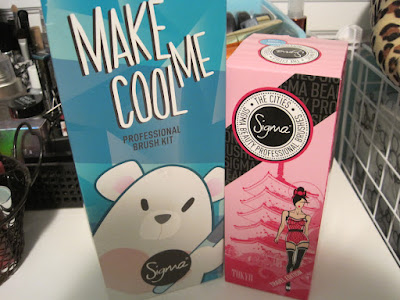 MAKE
ME
COOL
PROFESSIONAL
BRUSH KIT
Sigma
THE CITIES
SIGMA BEAUTY PROFESSIONAL BRUSHES
Sigma
TOKYO